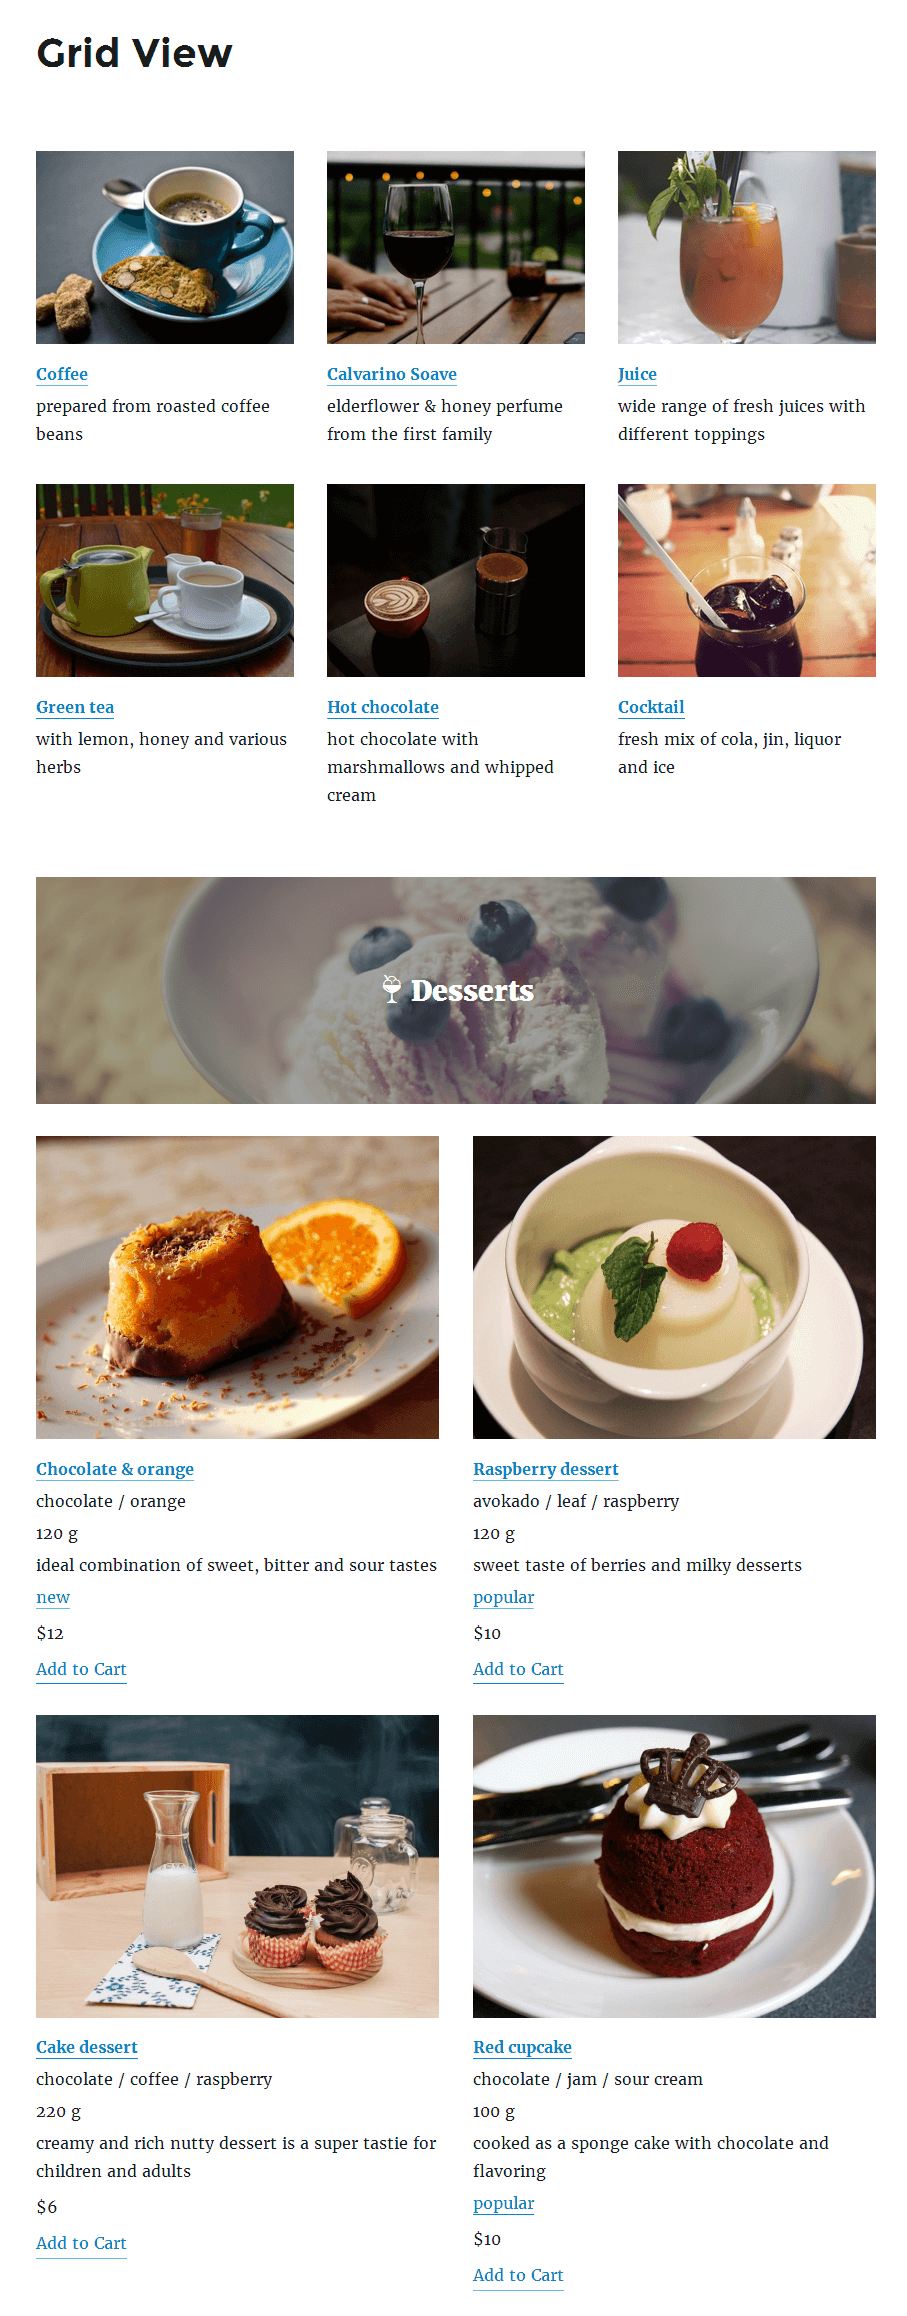 Grid View
Coffee
prepared from roasted coffee
beans
Calvarino Soave
elderflower & honey perfume
from the first family
Juice
wide range of fresh juices with
different toppings
Green tea
with lemon, honey and various
herbs
Hot chocolate
hot chocolate with
marshmallows and whipped
cream
Cocktail
fresh mix of cola, jin, liquor
and ice
Desserts
Chocolate & orange
chocolate / orange
120 g
ideal combination of sweet, bitter and sour tastes
new
$12
Add to Cart
Raspberry dessert
avokado / leaf / raspberry
120 g
sweet taste of berries and milky desserts
popular
$10
Add to Cart
Cake dessert
chocolate / coffee / raspberry
220 g
creamy and rich nutty dessert is a super tastie for
children and adults
$6
Add to Cart
Red cupcake
chocolate / jam / sour cream
100 g
cooked as a sponge cake with chocolate and
flavoring
popular
$10
Add to Cart